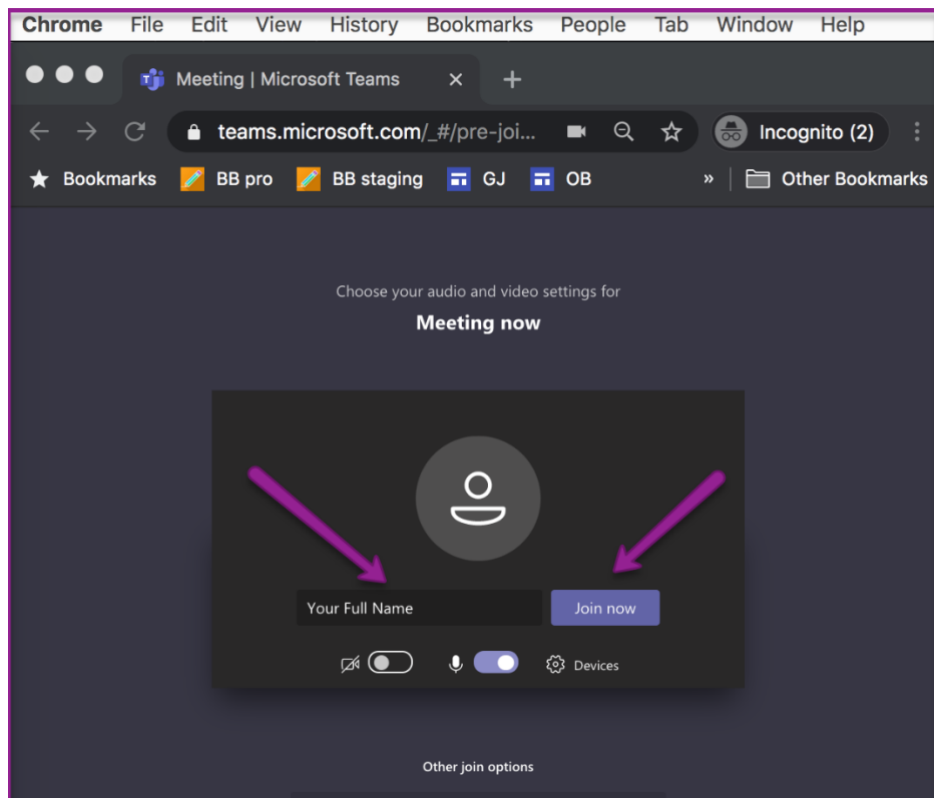 Chrome File Edit View History Bookmarks People Tab Window Help
Meeting | Microsoft Teams
teams.microsoft.com/_#/pre-joi... Incognito (2)
Bookmarks BB pro BB staging GJ OB » Other Bookmarks
Choose your audio and video settings for
Meeting now
Your Full Name Join now
Devices
Other join options